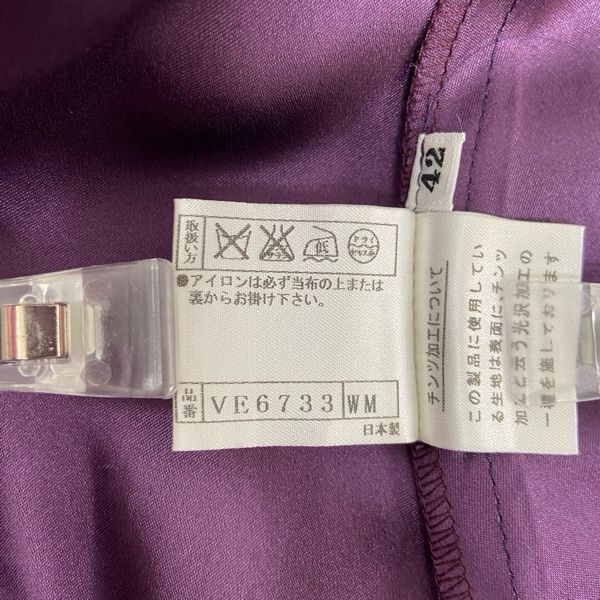 取扱い方
低
ドライ
●アイロンは必ず当布の上または
裏からお掛け下さい。
品番
VE6733
WM
日本製
42
チンツ加工について
この製品に使用してい
る生地は表面に、チンツ
加工と云う光沢加工の
一種を施しております